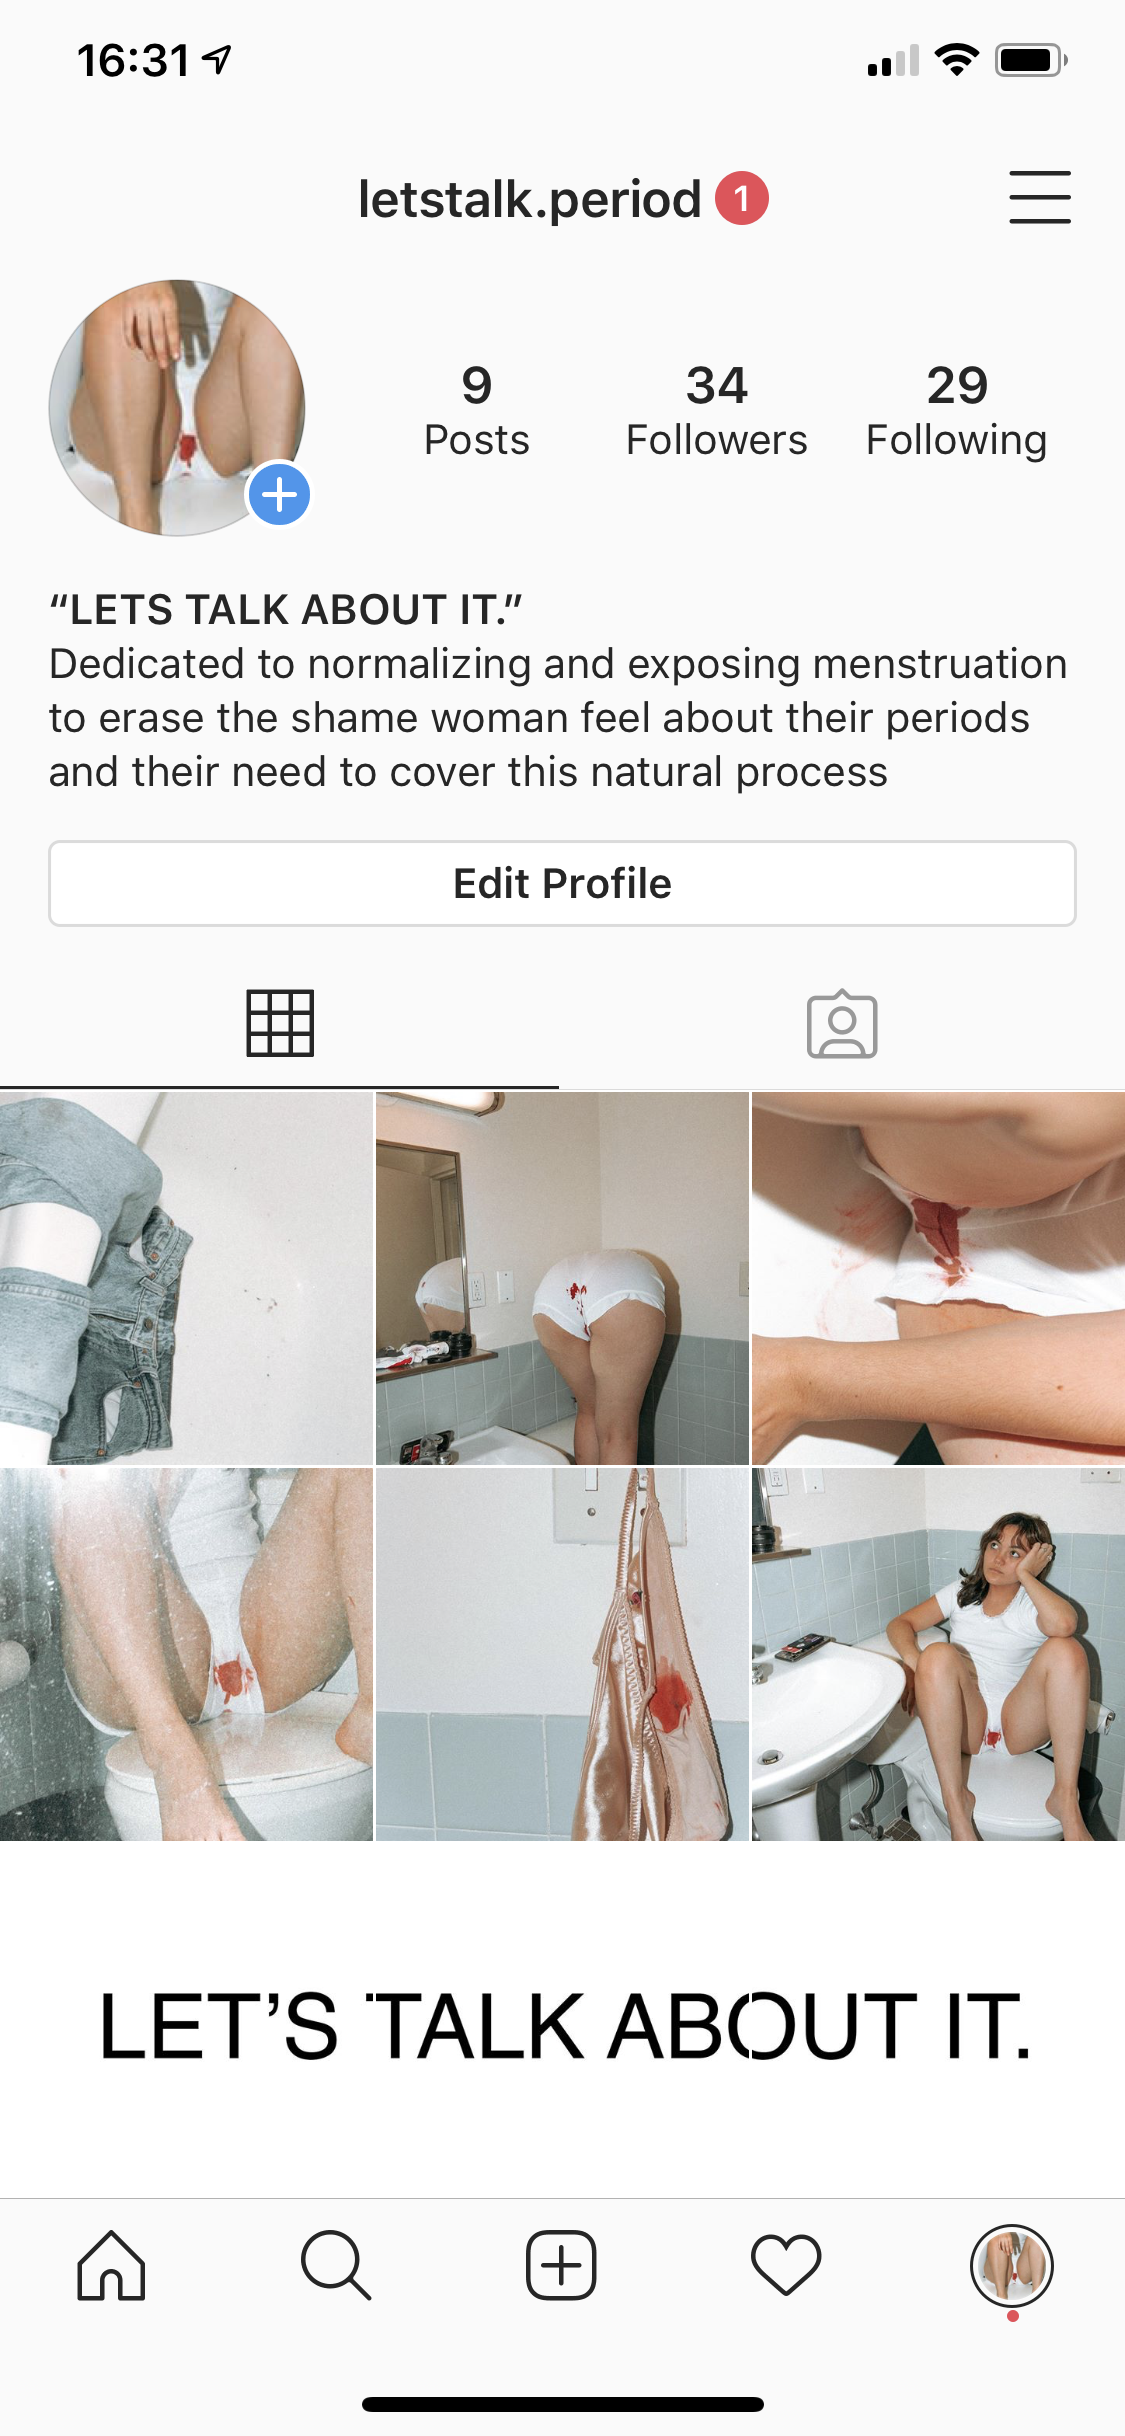 16:31
letstalk.period 1
9 34 29
Posts Followers Following
“LETS TALK ABOUT IT.”
Dedicated to normalizing and exposing menstruation
to erase the shame woman feel about their periods
and their need to cover this natural process
Edit Profile
LET’S TALK ABOUT IT.